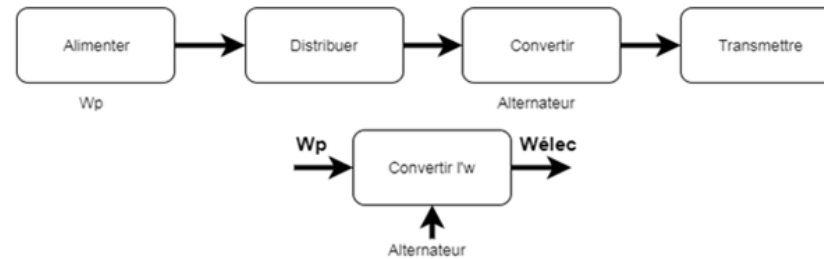 Alimenter
Distribuer
Convertir
Transmettre
Wp
Alternateur
Wp
Convertir l'w
Wélec
Alternateur